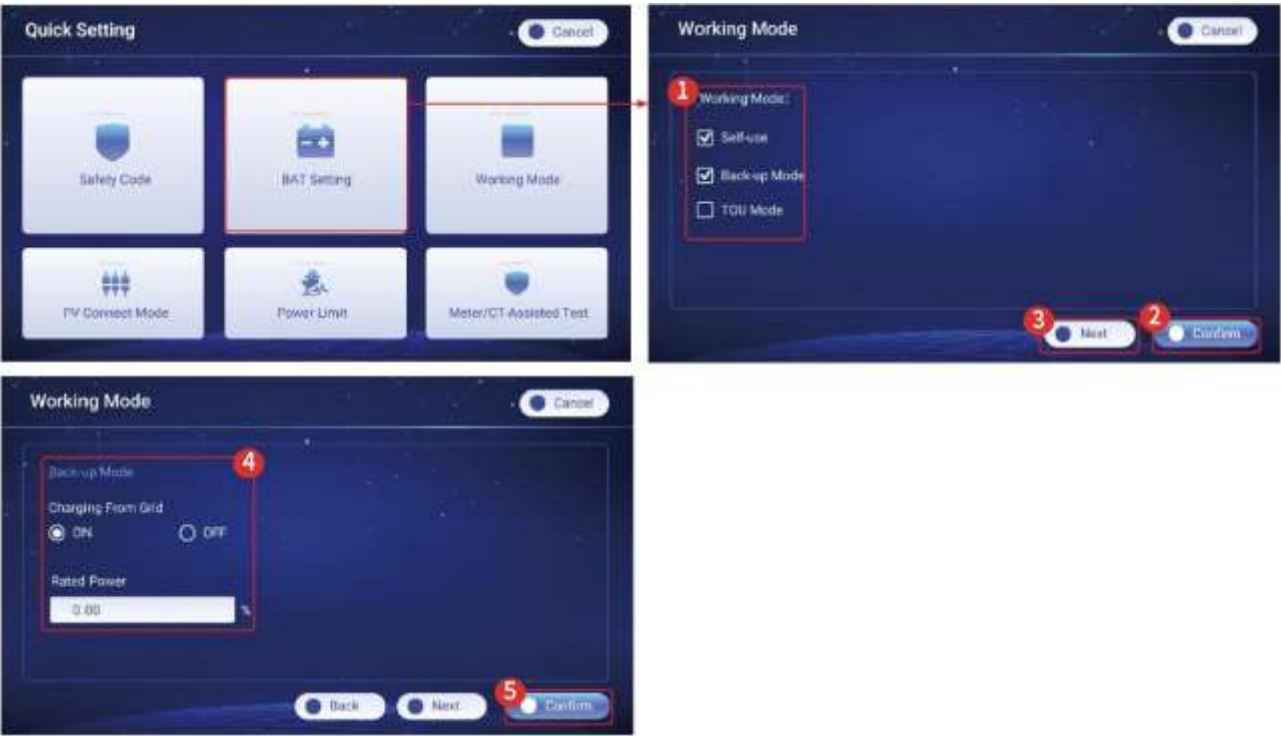 Quick Setting
Cancel
Safety Code
BAT Setting
Working Mode
PV Connect Mode
Power Limit
Meter/CT-Assisted Test
Working Mode
Cancel
1
Working Mode:
Self-use
Back-up Mode
TOU Mode
3
Next
2
Confirm
Working Mode
Cancel
4
Back-up Mode
Charging From Grid
ON
OFF
Rated Power
0.00
%
Back
Next
5
Confirm